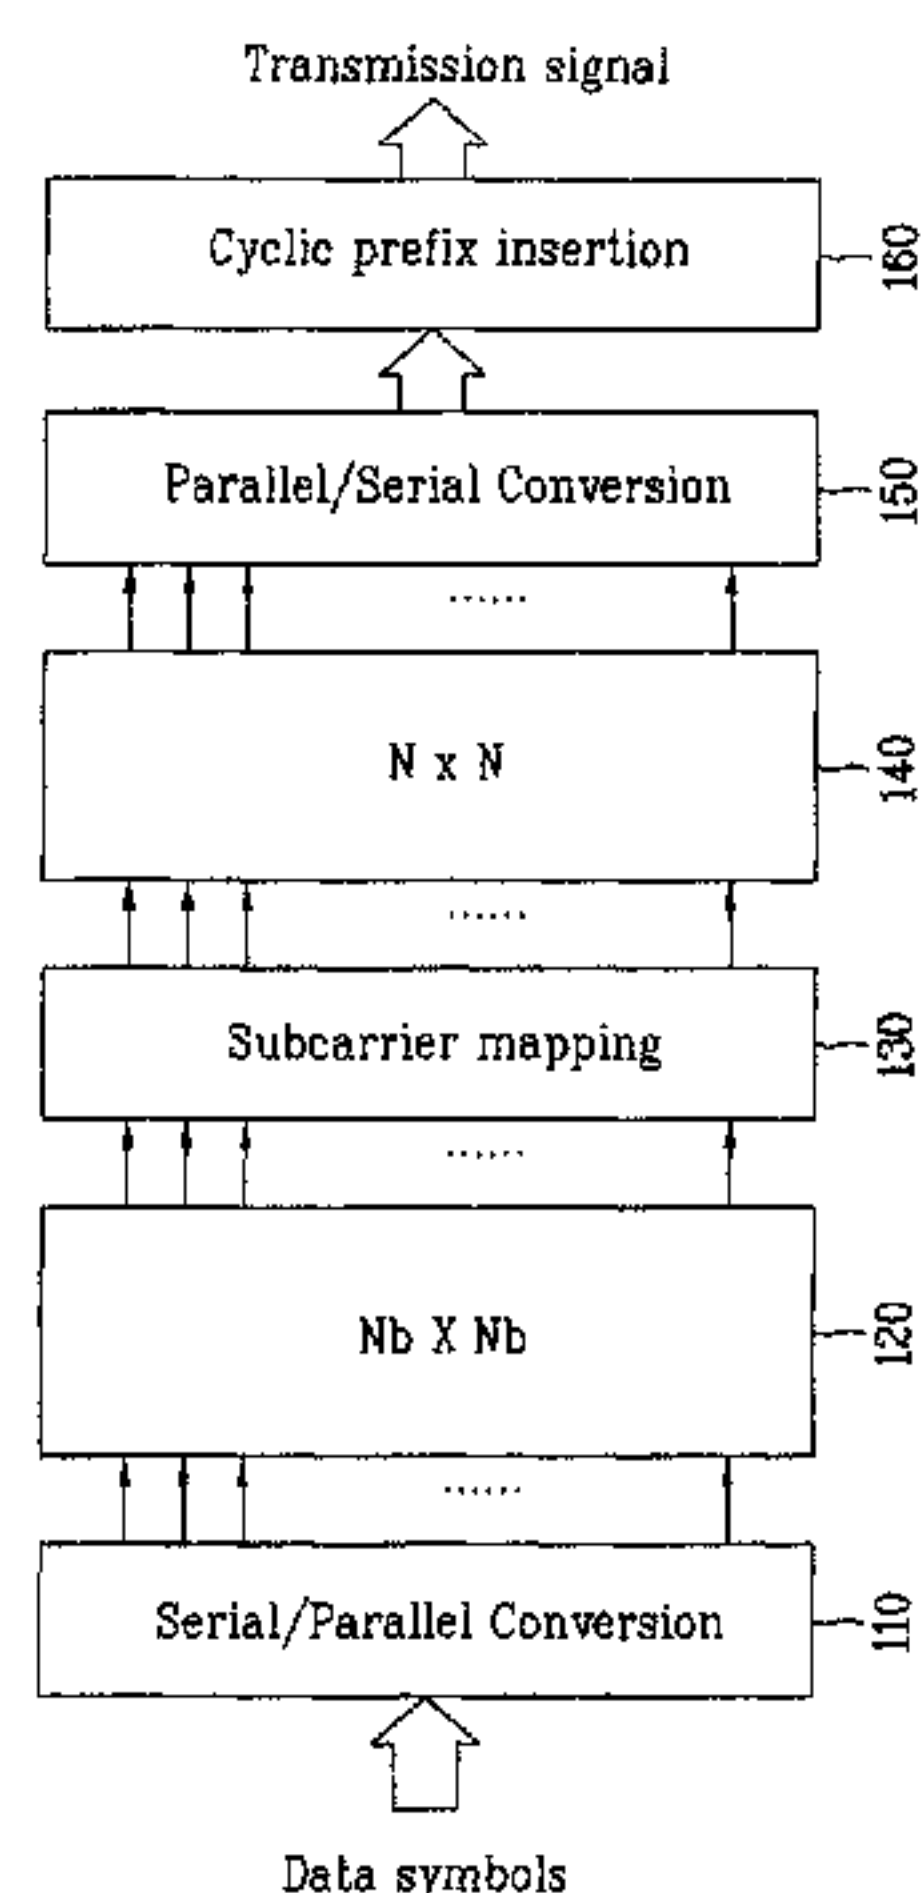 Transmission signal
Cyclic prefix insertion
160
Parallel/Serial Conversion
150
N x N
140
Subcarrier mapping
130
Nb X Nb
120
Serial/Parallel Conversion
110
Data symbols